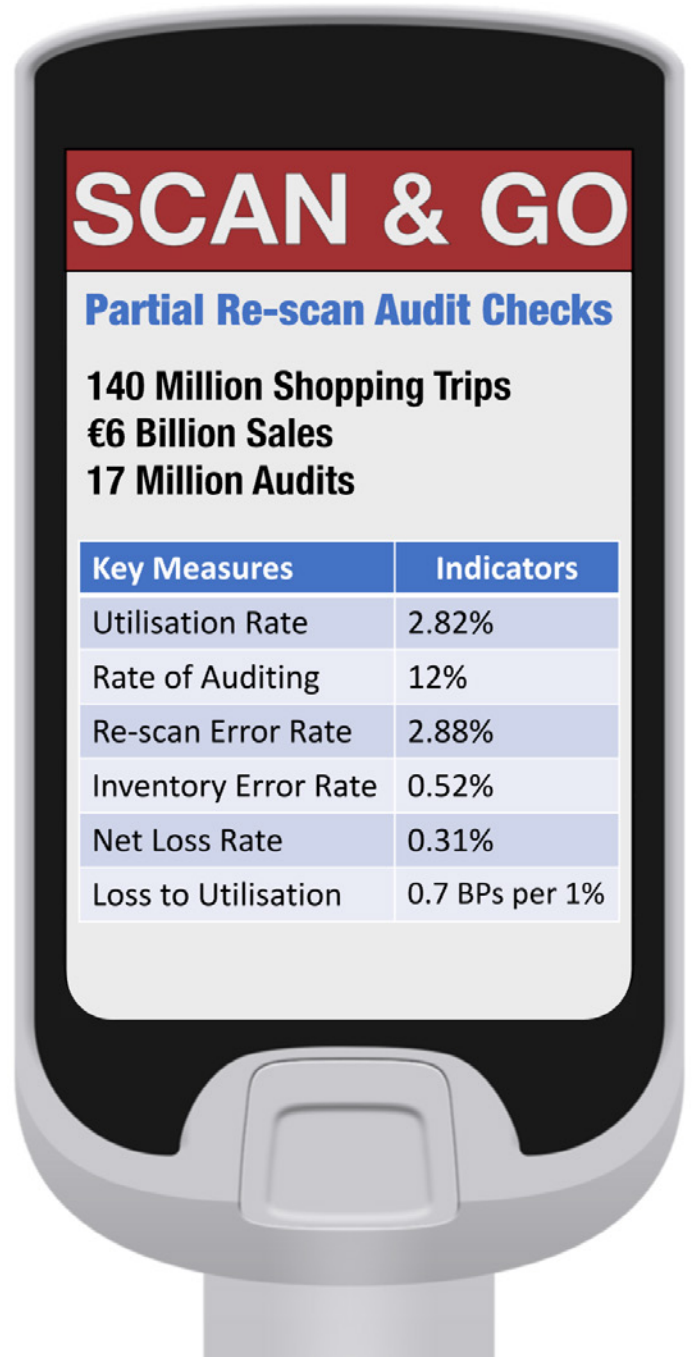 SCAN & GO
Partial Re-scan Audit Checks
140 Million Shopping Trips
€6 Billion Sales
17 Million Audits
Key Measures Indicators
Utilisation Rate 2.82%
Rate of Auditing 12%
Re-scan Error Rate 2.88%
Inventory Error Rate 0.52%
Net Loss Rate 0.31%
Loss to Utilisation 0.7 BPs per 1%